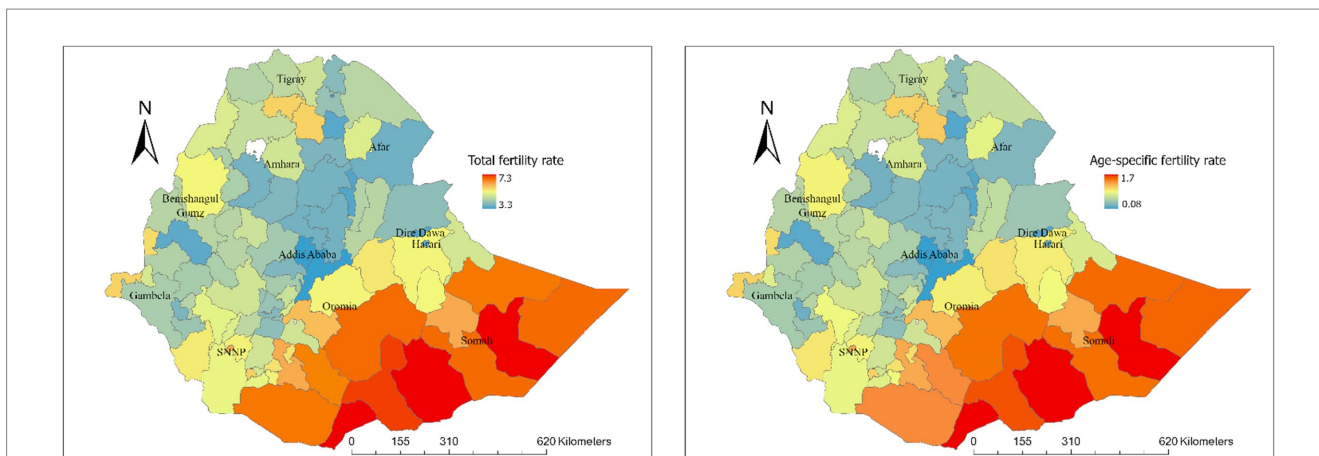 Tigray
N
Afar
Total fertility rate
7.3
3.3
Amhara
Benishangul
Gumz
Dire Dawa
Harari
Addis Ababa
Gambela
Oromia
Somali
SNNP
0 155 310 620 Kilometers
Tigray
N
Afar
Age-specific fertility rate
1.7
0.08
Amhara
Benishangul
Gumz
Dire Dawa
Harari
Addis Ababa
Gambela
Oromia
Somali
SNNP
0 155 310 620 Kilometers